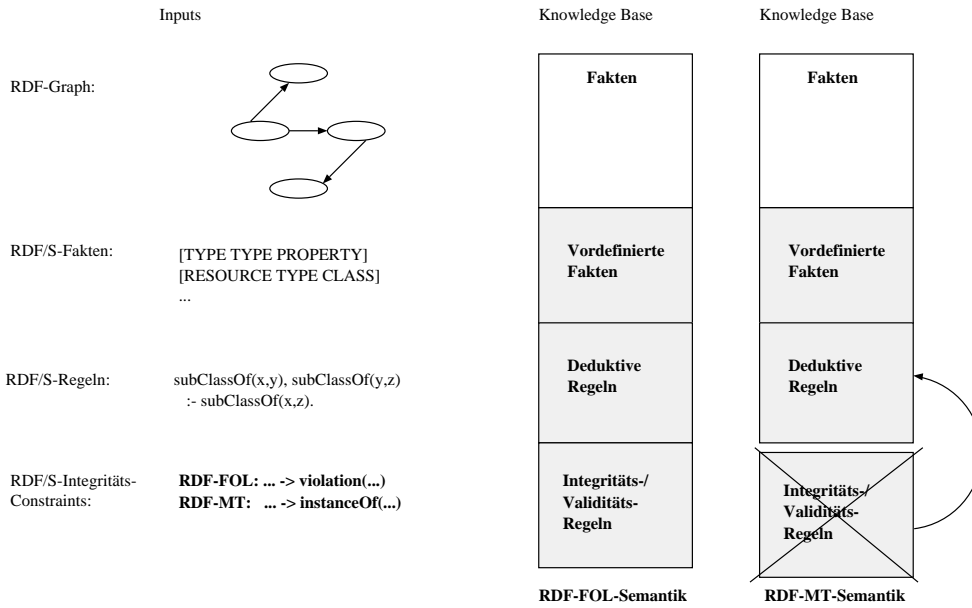 Inputs
Knowledge Base
Knowledge Base
RDF-Graph:
Fakten
Fakten
RDF/S-Fakten:
[TYPE TYPE PROPERTY]
[RESOURCE TYPE CLASS]
...
Vordefinierte
Fakten
Vordefinierte
Fakten
RDF/S-Regeln:
subClassOf(x,y), subClassOf(y,z)
:- subClassOf(x,z).
Deduktive
Regeln
Deduktive
Regeln
RDF/S-Integritäts-
Constraints:
RDF-FOL: ... -> violation(...)
RDF-MT: ... -> instanceOf(...)
Integritäts-/
Validitäts-
Regeln
Integritäts-/
Validitäts-
Regeln
RDF-FOL-Semantik
RDF-MT-Semantik